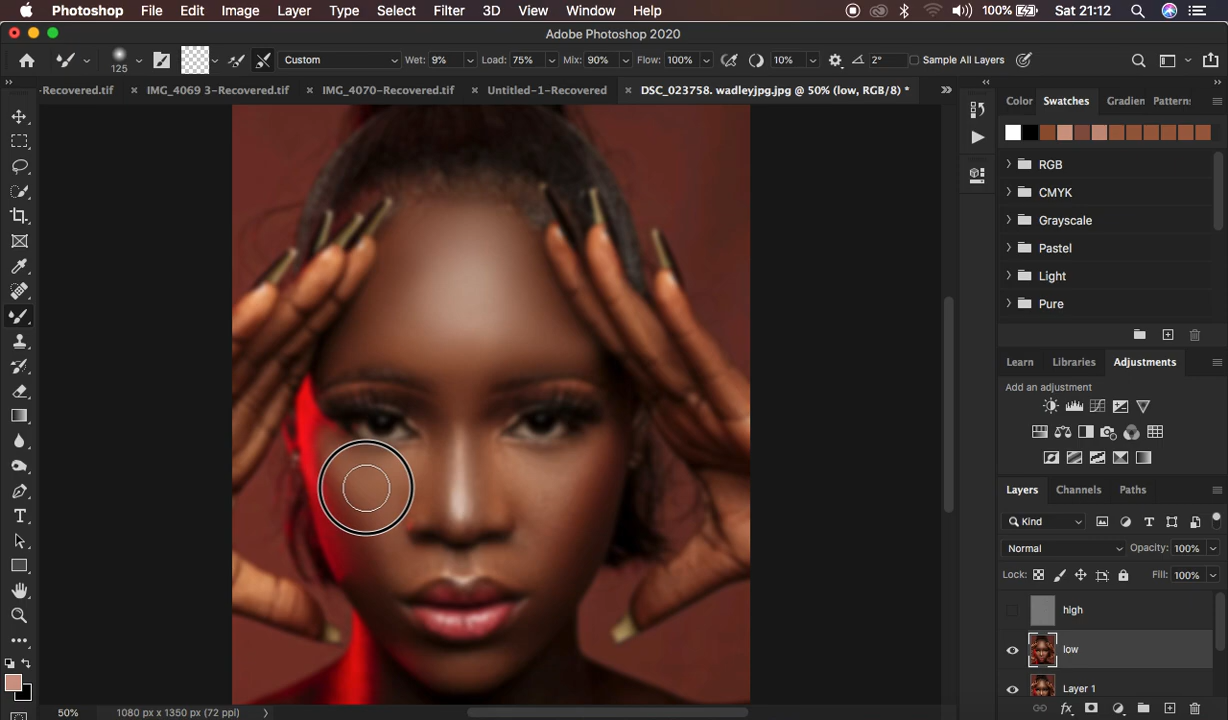 Photoshop File Edit Image Layer Type Select Filter 3D View Window Help 100% Sat 21:12
Adobe Photoshop 2020
125 Custom Wet: 9% Load: 75% Mix: 90% Flow: 100% 10% 2° Sample All Layers
-Recovered.tif × IMG_4069 3-Recovered.tif × IMG_4070-Recovered.tif × Untitled-1-Recovered × DSC_023758. wadleyjpg.jpg @ 50% (low, RGB/8) *
Color Swatches Gradien Patterns
RGB
CMYK
Grayscale
Pastel
Light
Pure
Learn Libraries Adjustments
Add an adjustment
Layers Channels Paths
Kind
Normal Opacity: 100%
Lock: Fill: 100%
high
low
Layer 1
50% 1080 px x 1350 px (72 ppi)